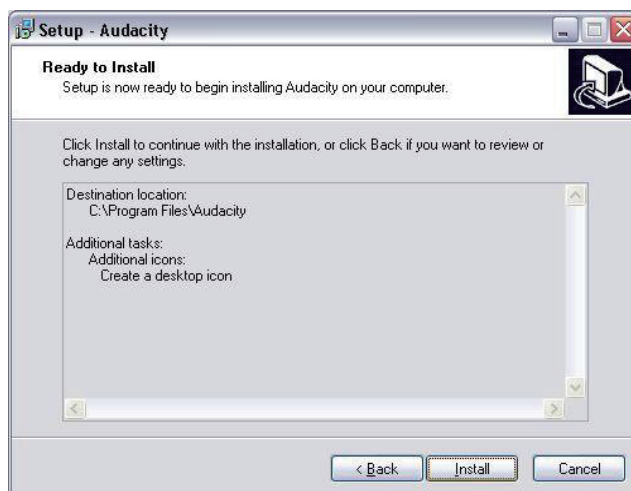 Setup - Audacity
Ready to Install
Setup is now ready to begin installing Audacity on your computer.
Click Install to continue with the installation, or click Back if you want to review or
change any settings.
Destination location:
C:\Program Files\Audacity
Additional tasks:
Additional icons:
Create a desktop icon
< Back
Install
Cancel